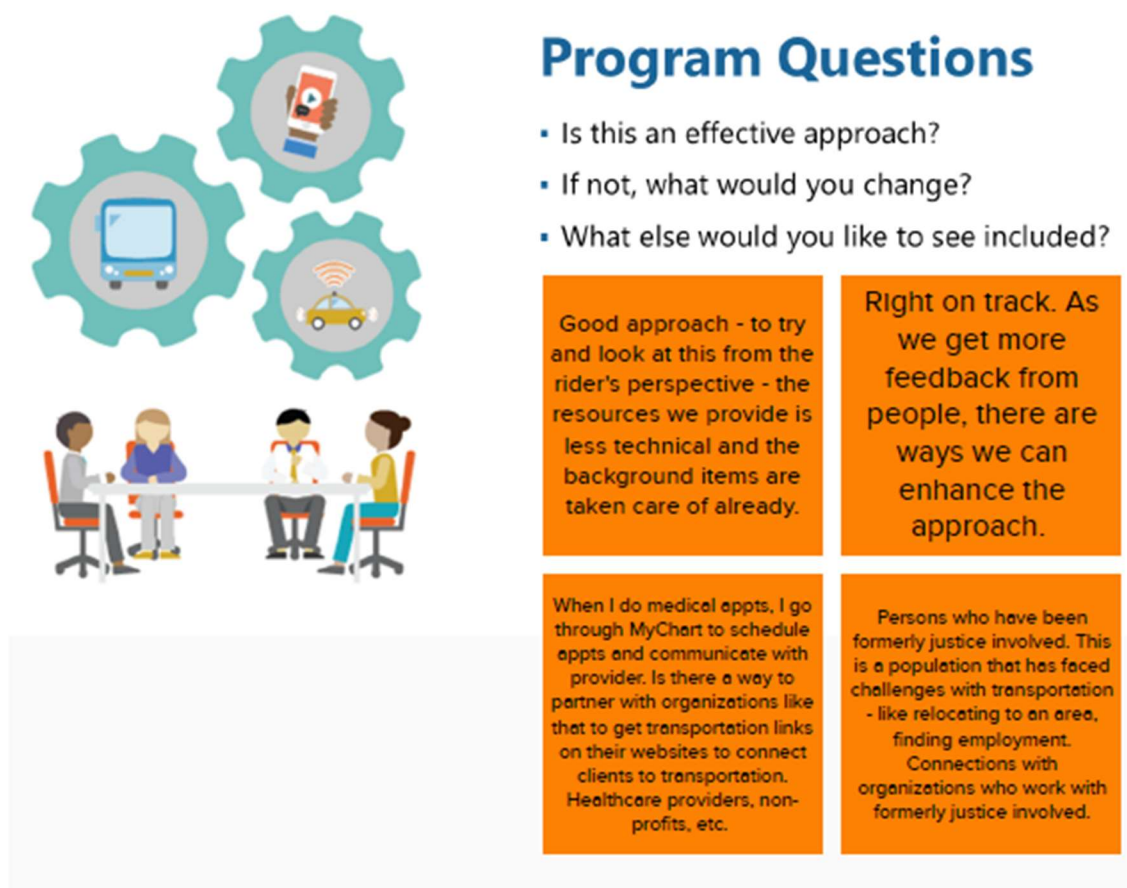 Program Questions
▪ Is this an effective approach?
▪ If not, what would you change?
▪ What else would you like to see included?
Good approach - to try
and look at this from the
rider's perspective - the
resources we provide is
less technical and the
background items are
taken care of already.
Right on track. As
we get more
feedback from
people, there are
ways we can
enhance the
approach.
When I do medical appts, I go
through MyChart to schedule
appts and communicate with
provider. Is there a way to
partner with organizations like
that to get transportation links
on their websites to connect
clients to transportation.
Healthcare providers, non-
profits, etc.
Persons who have been
formerly justice involved. This
is a population that has faced
challenges with transportation
- like relocating to an area,
finding employment.
Connections with
organizations who work with
formerly justice involved.